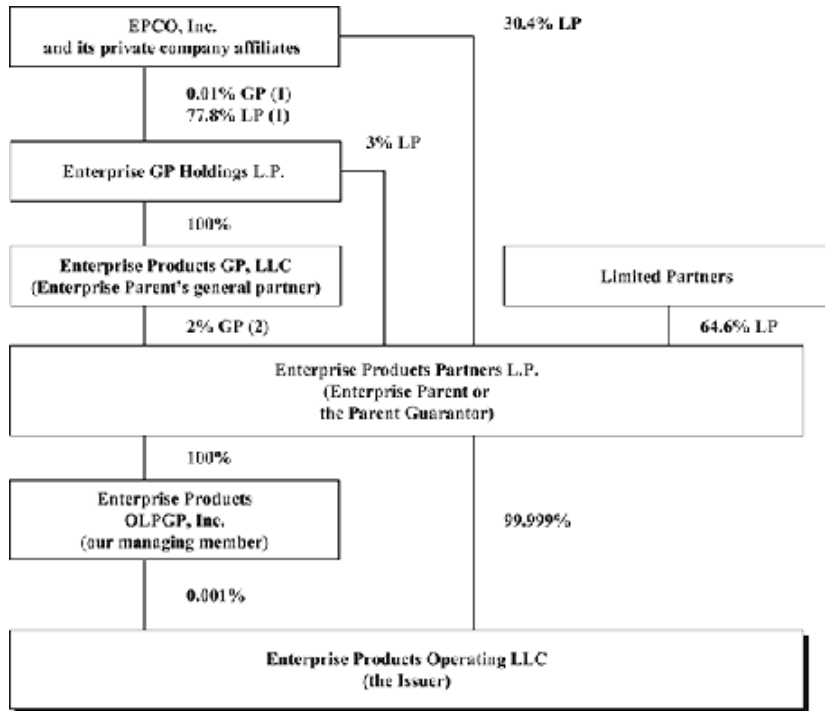 EPCO, Inc.
and its private company affiliates
30.4% LP
0.01% GP (1)
77.8% LP (1)
3% LP
Enterprise GP Holdings L.P.
100%
Enterprise Products GP, LLC
(Enterprise Parent's general partner)
Limited Partners
2% GP (2)
64.6% LP
Enterprise Products Partners L.P.
(Enterprise Parent or
the Parent Guarantor)
100%
Enterprise Products
OLPGP, Inc.
(our managing member)
99.999%
0.001%
Enterprise Products Operating LLC
(the Issuer)